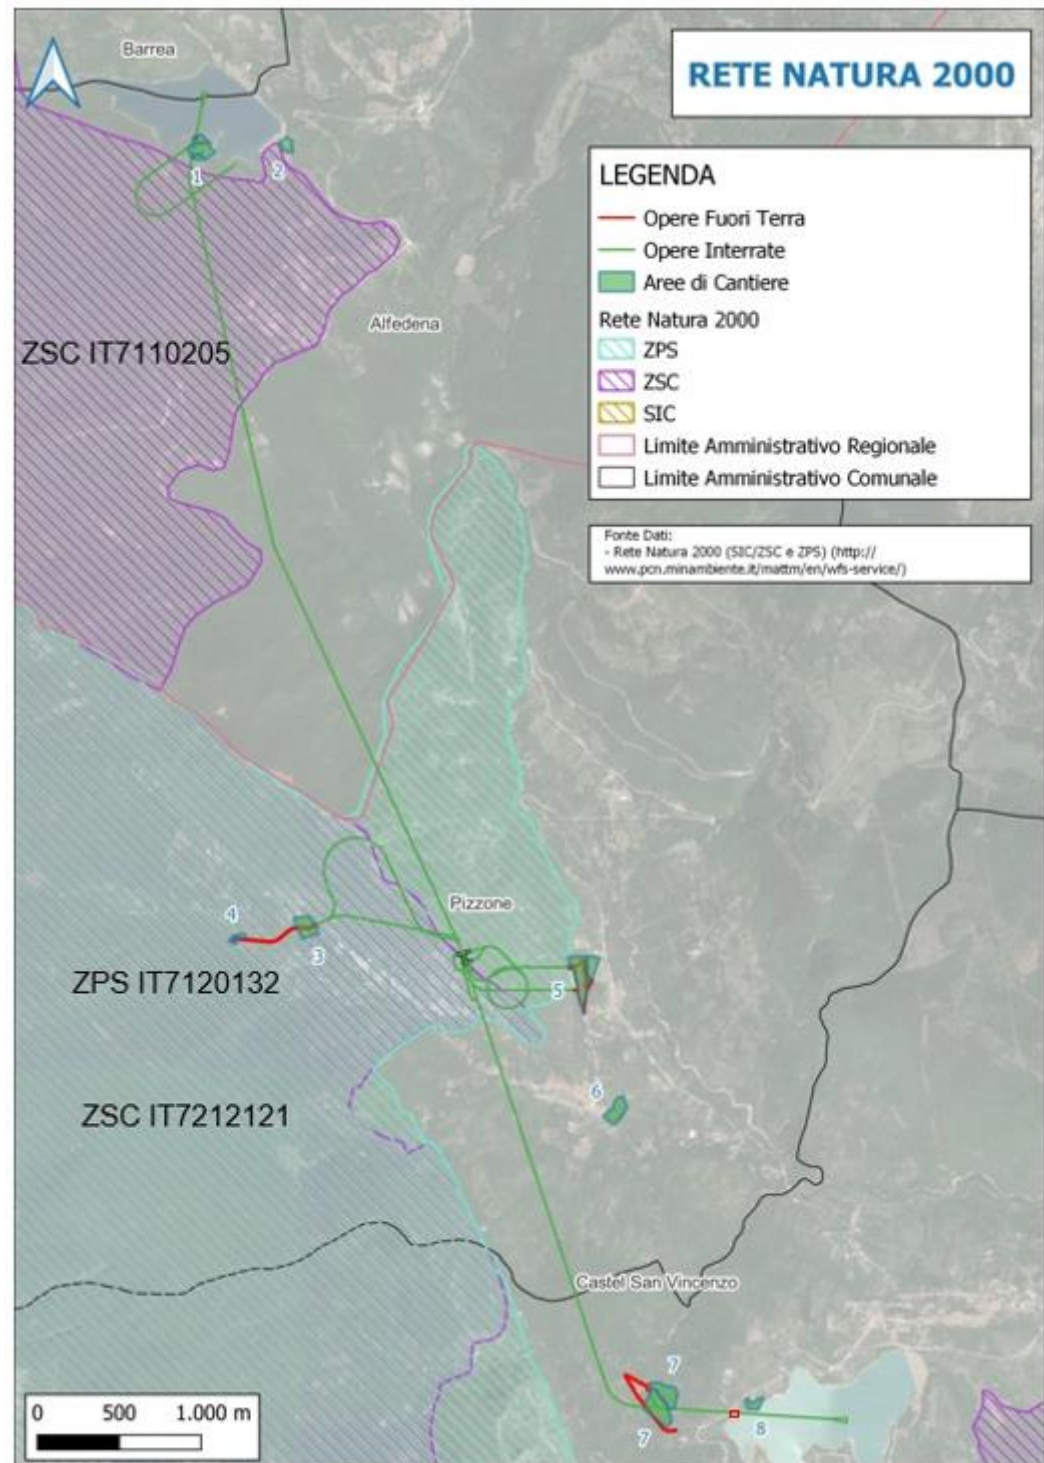 Barrea
RETE NATURA 2000
1
2
LEGENDA
Opere Fuori Terra
Opere Interrate
Aree di Cantiere
Rete Natura 2000
ZPS
ZSC
SIC
Limite Amministrativo Regionale
Limite Amministrativo Comunale
Alfedena
ZSC IT7110205
Fonte Dati:
- Rete Natura 2000 (SIC/ZSC e ZPS) (http://
www.pcn.minambiente.it/mattm/en/wfs-service/)
Pizzone
4
3
ZPS IT7120132
5
6
ZSC IT7212121
Castel San Vincenzo
7
7
8
0 500 1.000 m